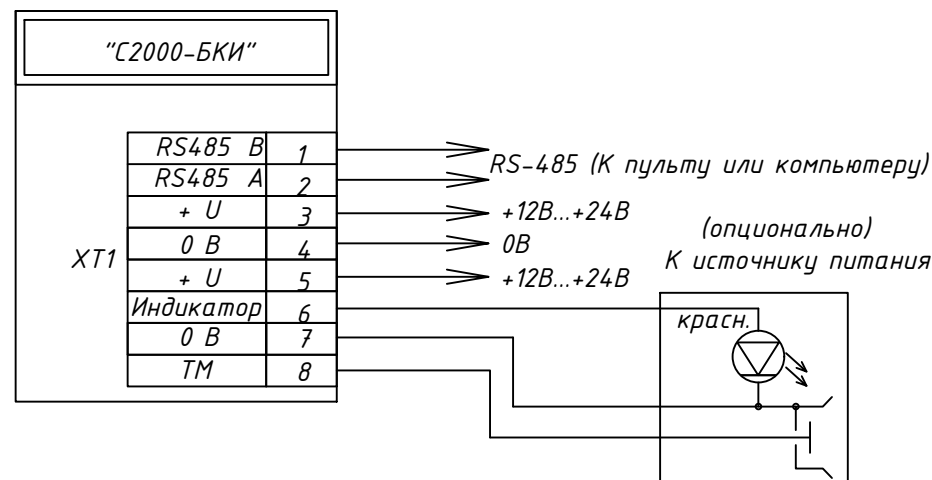 "С2000-БКИ"
RS485 B 1
RS485 A 2
+ U 3
0 В 4
+ U 5
Индикатор 6
0 В 7
ТМ 8
XT1
RS-485 (К пульту или компьютеру)
+12В...+24В
0В
+12В...+24В
(опционально)
К источнику питания
красн.